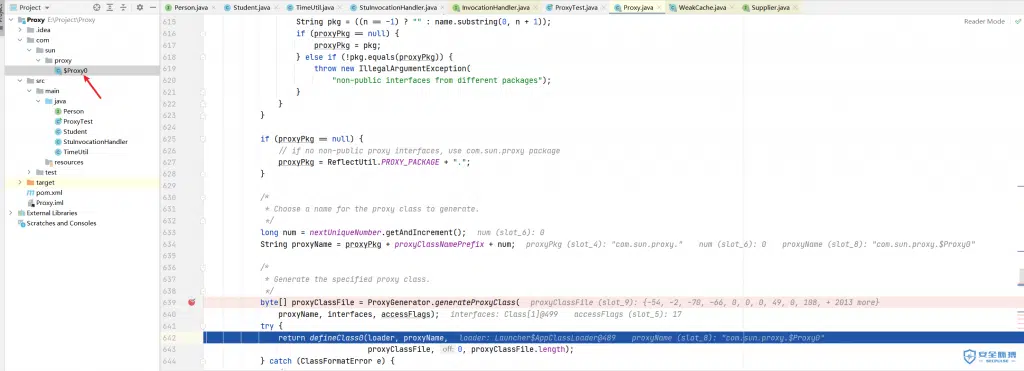 Project
Proxy E:\Project\Proxy
.idea
com
sun
proxy
$Proxy0
src
main
java
Person
ProxyTest
Student
StuInvocationHandler
TimeUtil
resources
test
target
pom.xml
Proxy.iml
External Libraries
Scratches and Consoles
Person.java
Student.java
TimeUtil.java
StuInvocationHandler.java
InvocationHandler.java
ProxyTest.java
Proxy.java
WeakCache.java
Supplier.java
Reader Mode
615 String pkg = ((n == -1) ? "" : name.substring(0, n + 1));
616 if (proxyPkg == null) {
617 proxyPkg = pkg;
618 } else if (!pkg.equals(proxyPkg)) {
619 throw new IllegalArgumentException(
620 "non-public interfaces from different packages");
621 }
622 }
623 }
624
625 if (proxyPkg == null) {
626 // if no non-public proxy interfaces, use com.sun.proxy package
627 proxyPkg = ReflectUtil.PROXY_PACKAGE + ".";
628 }
629
630 /*
631 * Choose a name for the proxy class to generate.
632 */
633 long num = nextUniqueNumber.getAndIncrement(); num (slot_6): 0
634 String proxyName = proxyPkg + proxyClassNamePrefix + num; proxyPkg (slot_4): "com.sun.proxy." num (slot_6): 0 proxyName (slot_8): "com.sun.proxy.$Proxy0"
635
636 /*
637 * Generate the specified proxy class.
638 */
639 byte[] proxyClassFile = ProxyGenerator.generateProxyClass( proxyClassFile (slot_9): {-54, -2, -70, -66, 0, 0, 0, 49, 0, 108, + 2013 more}
640 proxyName, interfaces, accessFlags); interfaces: Class[1]@499 accessFlags (slot_5): 17
641 try {
642 return defineClass0(loader, proxyName, loader: Launcher$AppClassLoader@489 proxyName (slot_8): "com.sun.proxy.$Proxy0"
643 proxyClassFile, off: 0, proxyClassFile.length);
644 } catch (ClassFormatError e) {
安全脉搏